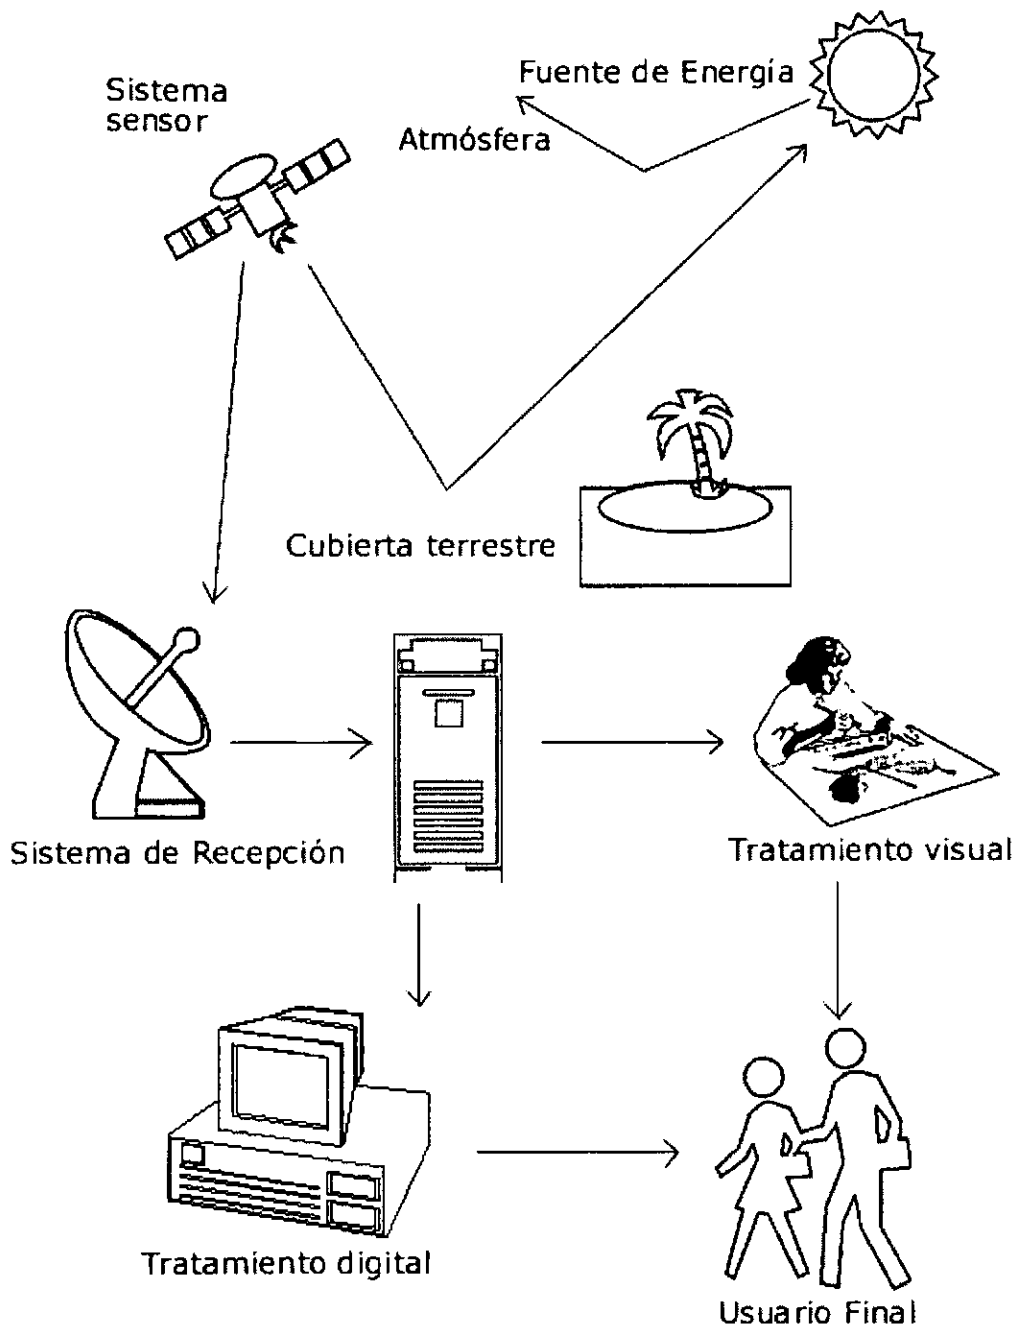 Fuente de Energía
Sistema
sensor
Atmósfera
Cubierta terrestre
Sistema de Recepción
Tratamiento visual
Tratamiento digital
Usuario Final